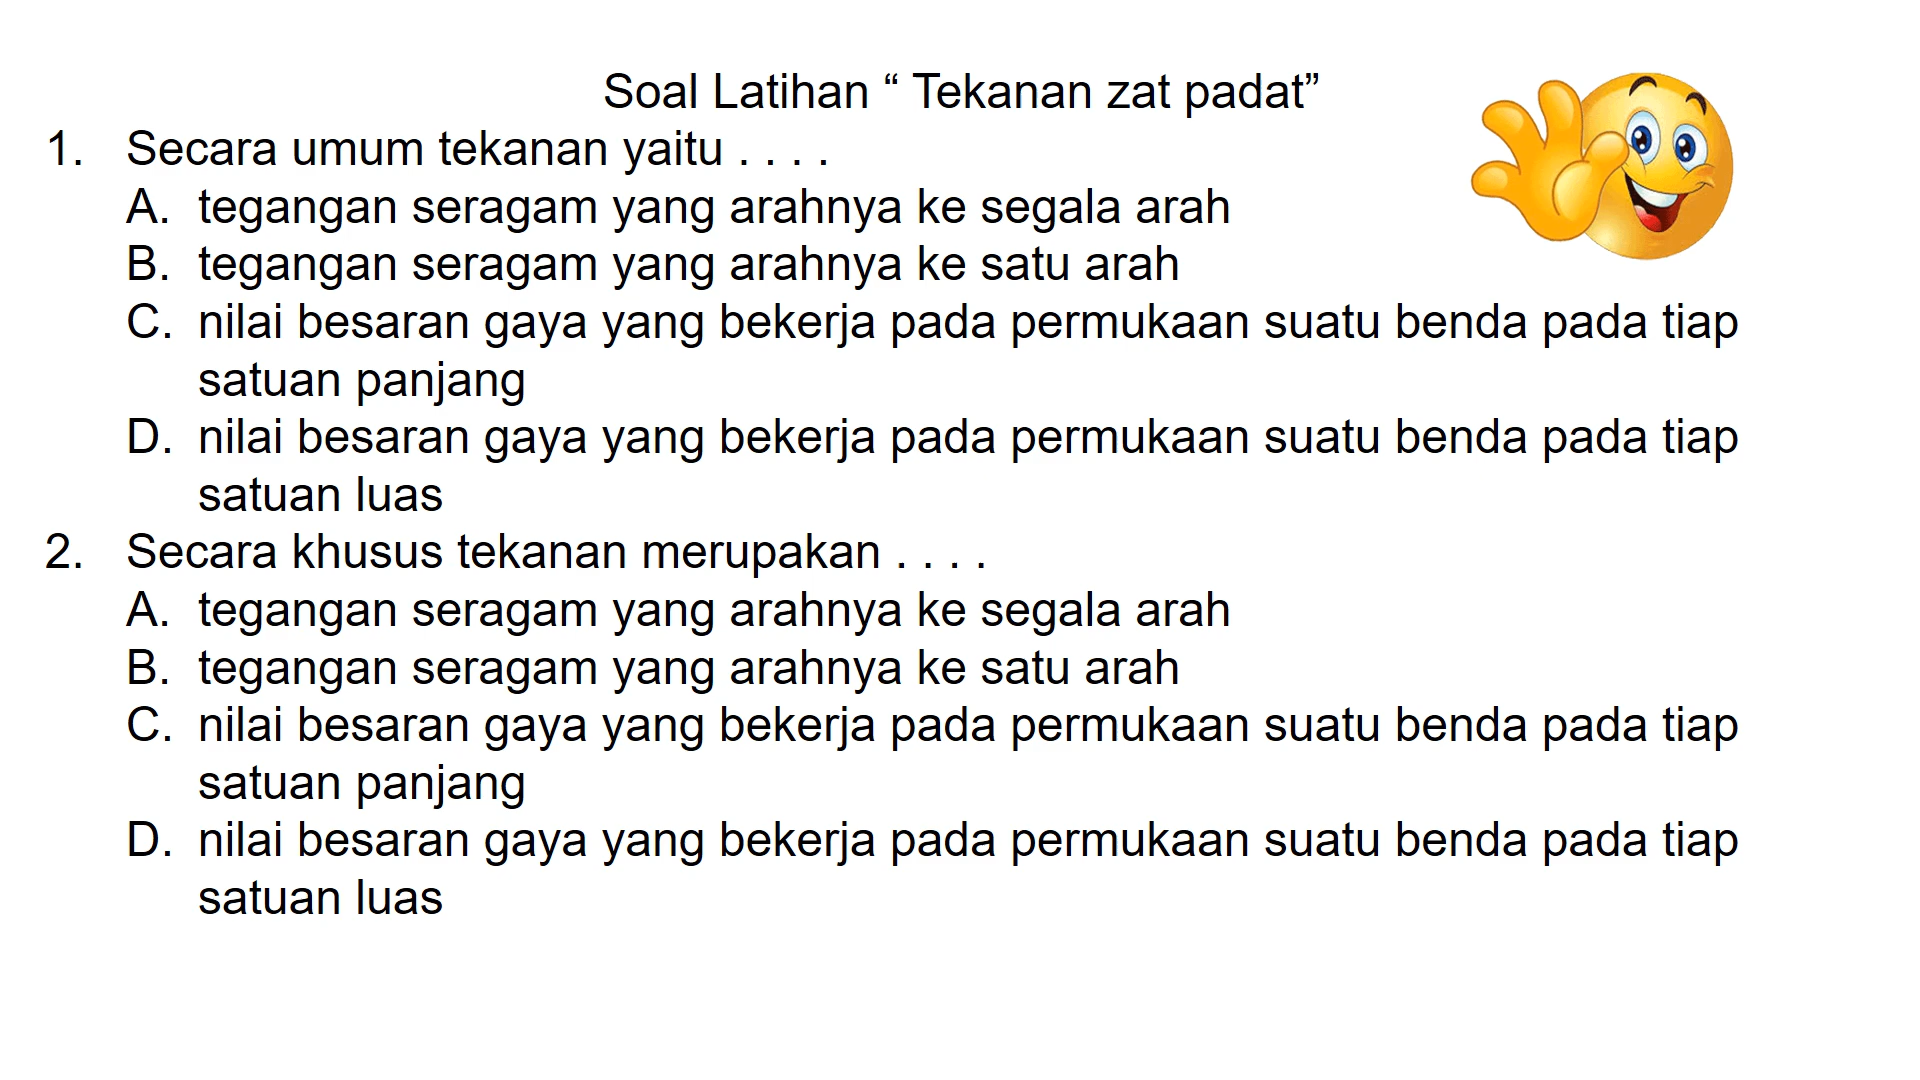 Soal Latihan “ Tekanan zat padat”
1. Secara umum tekanan yaitu . . . .
A. tegangan seragam yang arahnya ke segala arah
B. tegangan seragam yang arahnya ke satu arah
C. nilai besaran gaya yang bekerja pada permukaan suatu benda pada tiap
satuan panjang
D. nilai besaran gaya yang bekerja pada permukaan suatu benda pada tiap
satuan luas
2. Secara khusus tekanan merupakan . . . .
A. tegangan seragam yang arahnya ke segala arah
B. tegangan seragam yang arahnya ke satu arah
C. nilai besaran gaya yang bekerja pada permukaan suatu benda pada tiap
satuan panjang
D. nilai besaran gaya yang bekerja pada permukaan suatu benda pada tiap
satuan luas